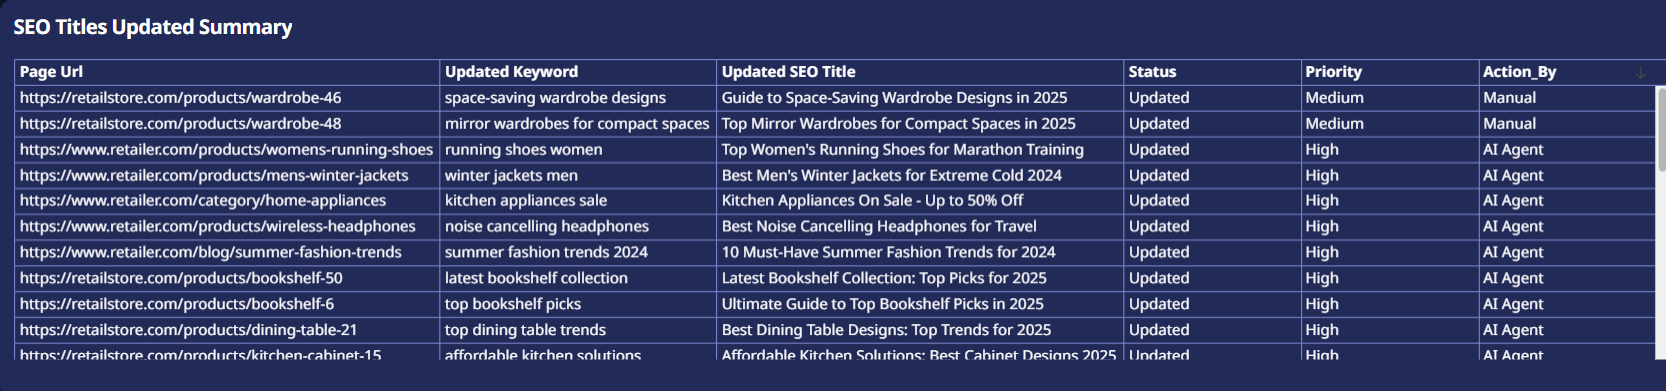 SEO Titles Updated Summary
Page Url Updated Keyword Updated SEO Title Status Priority Action_By
https://retailstore.com/products/wardrobe-46 space-saving wardrobe designs Guide to Space-Saving Wardrobe Designs in 2025 Updated Medium Manual
https://retailstore.com/products/wardrobe-48 mirror wardrobes for compact spaces Top Mirror Wardrobes for Compact Spaces in 2025 Updated Medium Manual
https://www.retailer.com/products/womens-running-shoes running shoes women Top Women's Running Shoes for Marathon Training Updated High AI Agent
https://www.retailer.com/products/mens-winter-jackets winter jackets men Best Men's Winter Jackets for Extreme Cold 2024 Updated High AI Agent
https://www.retailer.com/category/home-appliances kitchen appliances sale Kitchen Appliances On Sale - Up to 50% Off Updated High AI Agent
https://www.retailer.com/products/wireless-headphones noise cancelling headphones Best Noise Cancelling Headphones for Travel Updated High AI Agent
https://www.retailer.com/blog/summer-fashion-trends summer fashion trends 2024 10 Must-Have Summer Fashion Trends for 2024 Updated High AI Agent
https://retailstore.com/products/bookshelf-50 latest bookshelf collection Latest Bookshelf Collection: Top Picks for 2025 Updated High AI Agent
https://retailstore.com/products/bookshelf-6 top bookshelf picks Ultimate Guide to Top Bookshelf Picks in 2025 Updated High AI Agent
https://retailstore.com/products/dining-table-21 top dining table trends Best Dining Table Designs: Top Trends for 2025 Updated High AI Agent
https://retailstore.com/products/kitchen-cabinet-15 affordable kitchen solutions Affordable Kitchen Solutions: Best Cabinet Designs 2025 Updated High AI Agent